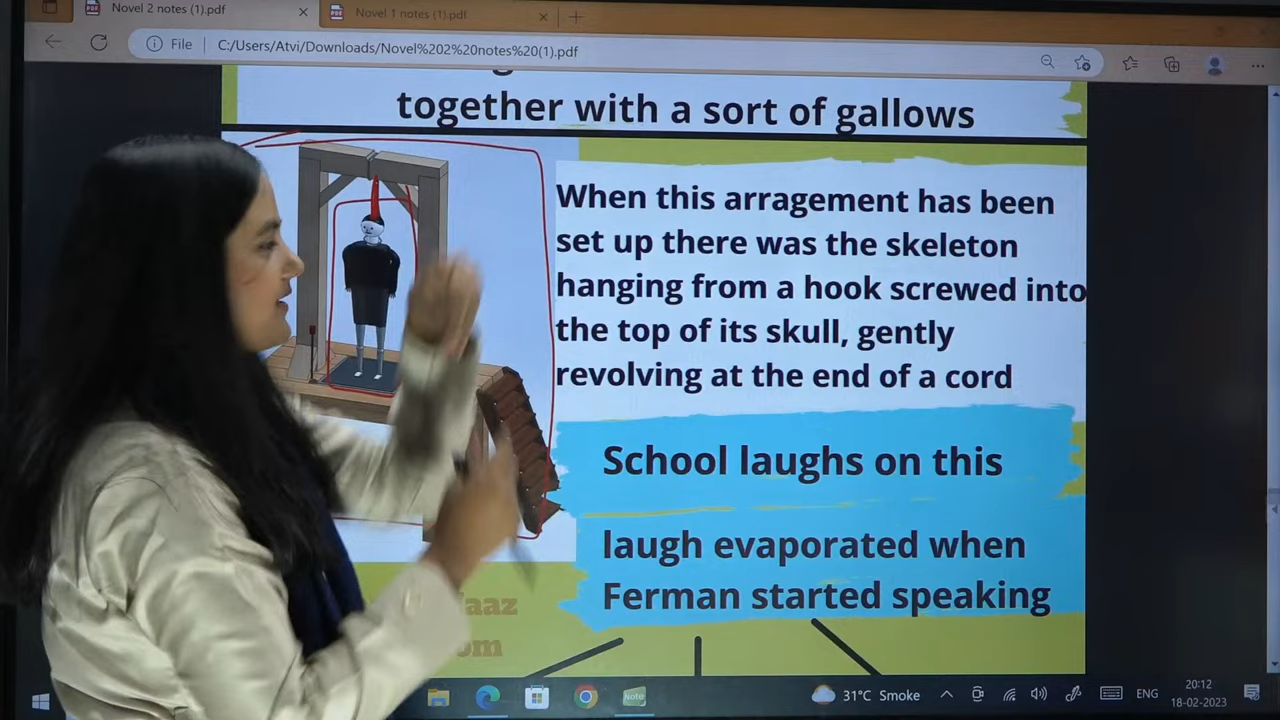 Novel 2 notes (1).pdf
Novel 1 notes (1).pdf
File
C:/Users/Atvi/Downloads/Novel%202%20notes%20(1).pdf
together with a sort of gallows
When this arragement has been
set up there was the skeleton
hanging from a hook screwed into
the top of its skull, gently
revolving at the end of a cord
School laughs on this
laugh evaporated when
Ferman started speaking
31°C Smoke
ENG
20:12
18-02-2023